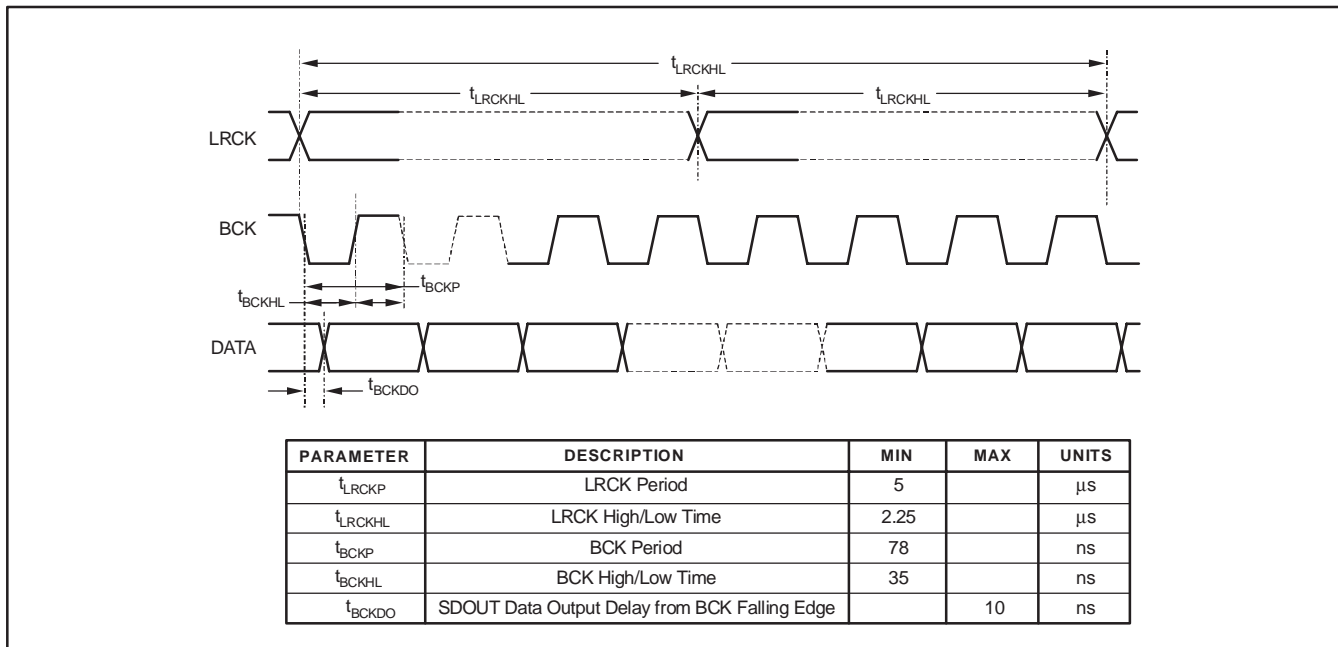 tLRCKHL
tLRCKHL tLRCKHL
LRCK
BCK
tBCKP
tBCKHL
DATA
tBCKDO
PARAMETER DESCRIPTION MIN MAX UNITS
tLRCKP LRCK Period 5 μs
tLRCKHL LRCK High/Low Time 2.25 μs
tBCKP BCK Period 78 ns
tBCKHL BCK High/Low Time 35 ns
tBCKDO SDOUT Data Output Delay from BCK Falling Edge 10 ns